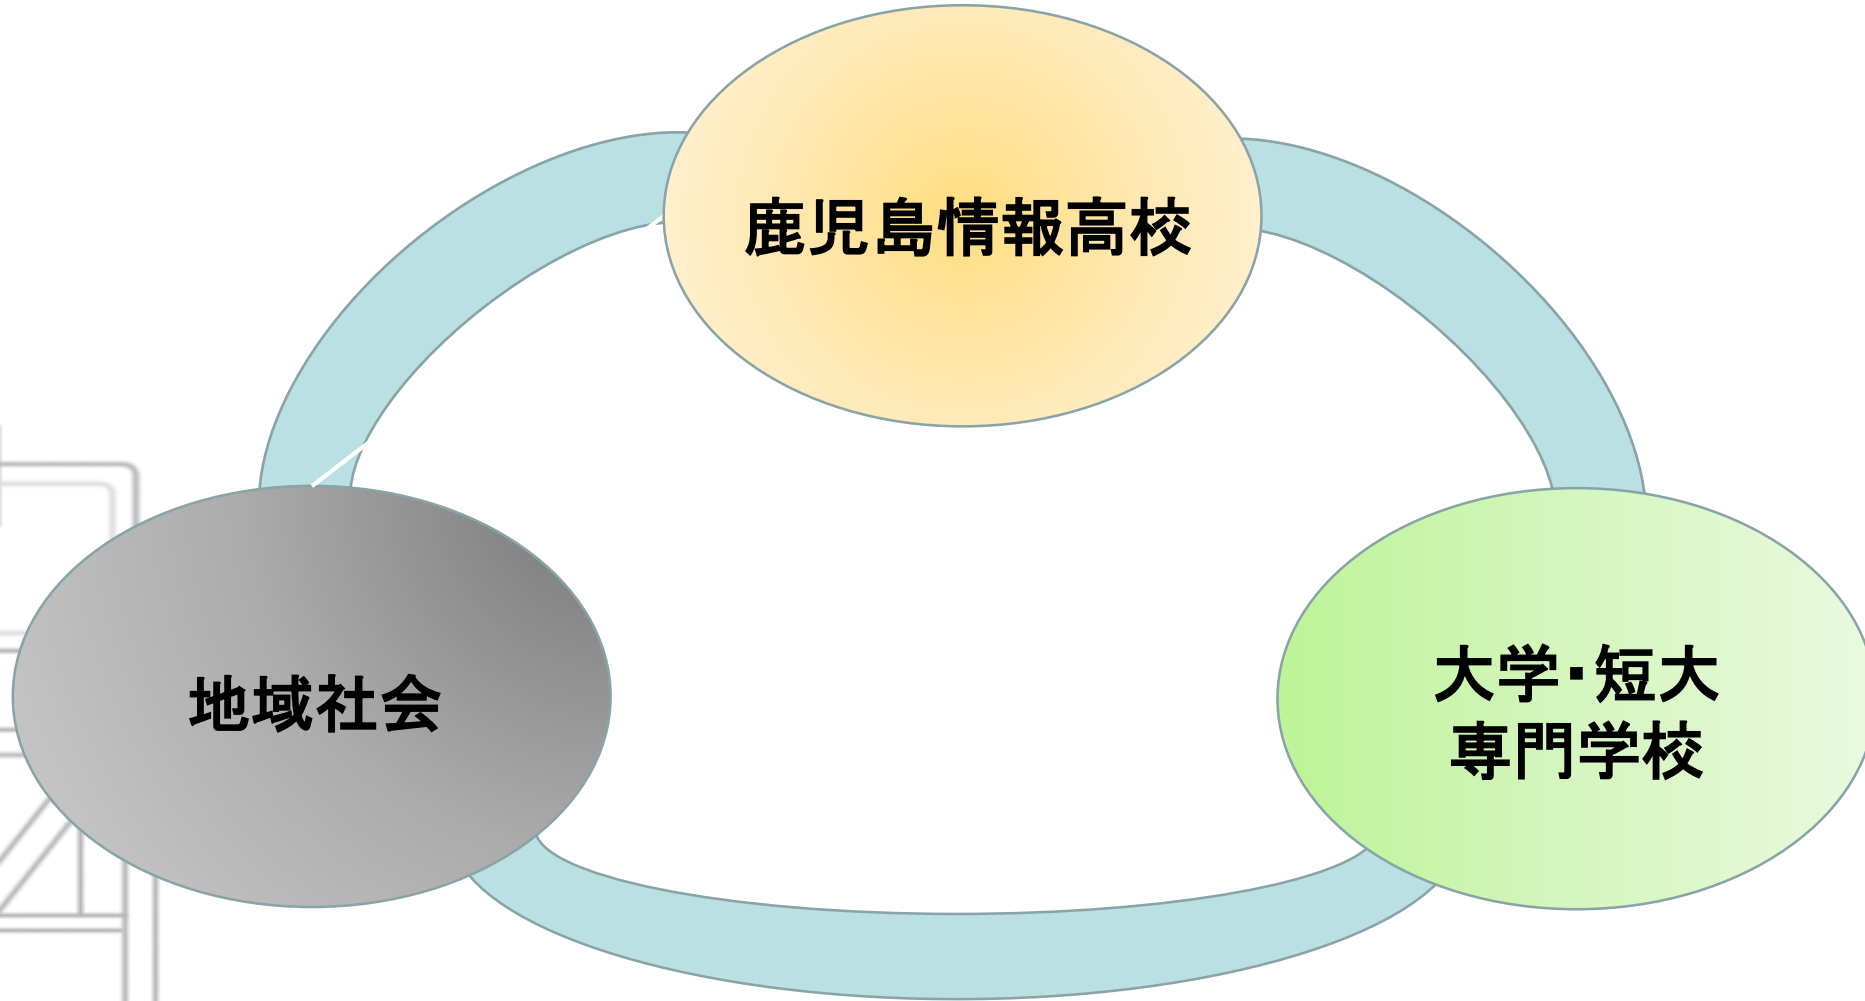 鹿児島情報高校
地域社会
大学・短大
専門学校